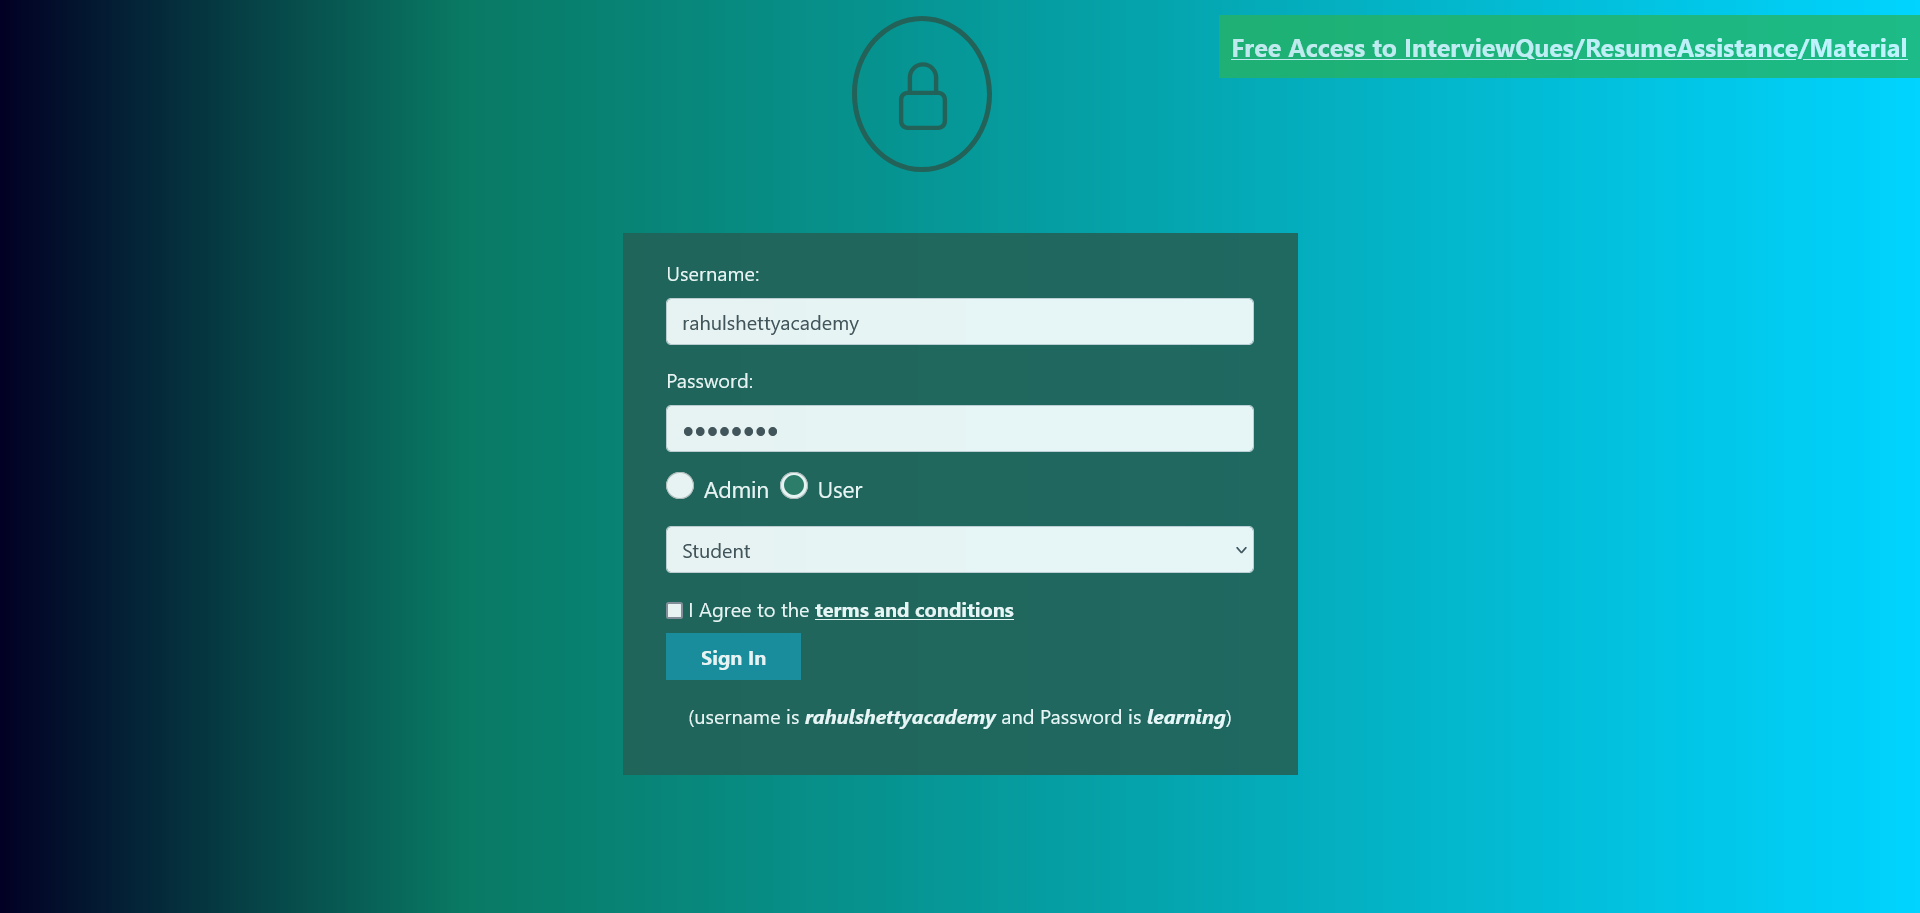 Free Access to InterviewQues/ResumeAssistance/Material
Username:
rahulshettyacademy
Password:
••••••••
Admin User
Student
I Agree to the terms and conditions
Sign In
(username is rahulshettyacademy and Password is learning)